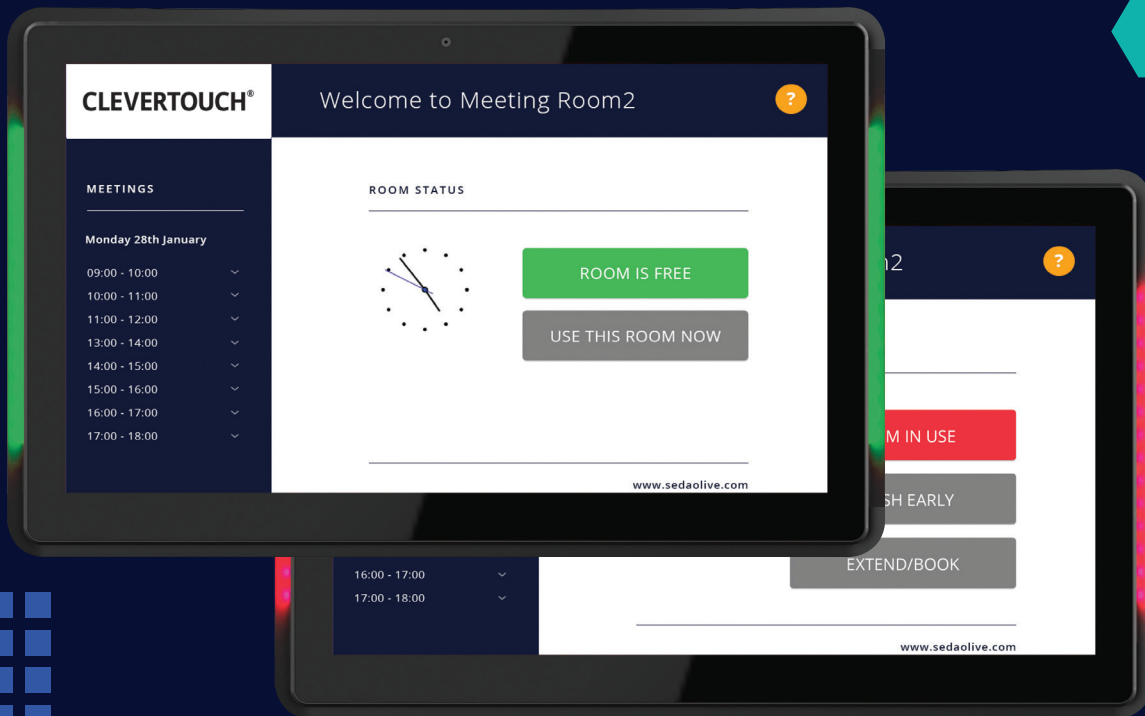 CLEVERTOUCH®
Welcome to Meeting Room2
?
MEETINGS
Monday 28th January
09:00 - 10:00
10:00 - 11:00
11:00 - 12:00
13:00 - 14:00
14:00 - 15:00
15:00 - 16:00
16:00 - 17:00
17:00 - 18:00
ROOM STATUS
ROOM IS FREE
USE THIS ROOM NOW
www.sedaolive.com
2
?
M IN USE
SH EARLY
EXTEND/BOOK
16:00 - 17:00
17:00 - 18:00
www.sedaolive.com